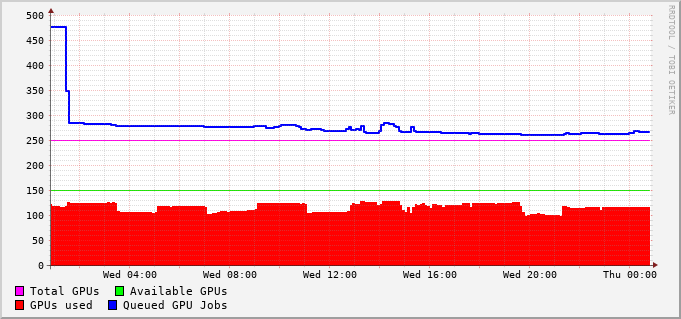 RRDTOOL / TOBI OETIKER
500
450
400
350
300
250
200
150
100
50
0
Wed 04:00 Wed 08:00 Wed 12:00 Wed 16:00 Wed 20:00 Thu 00:00
Total GPUs Available GPUs
GPUs used Queued GPU Jobs